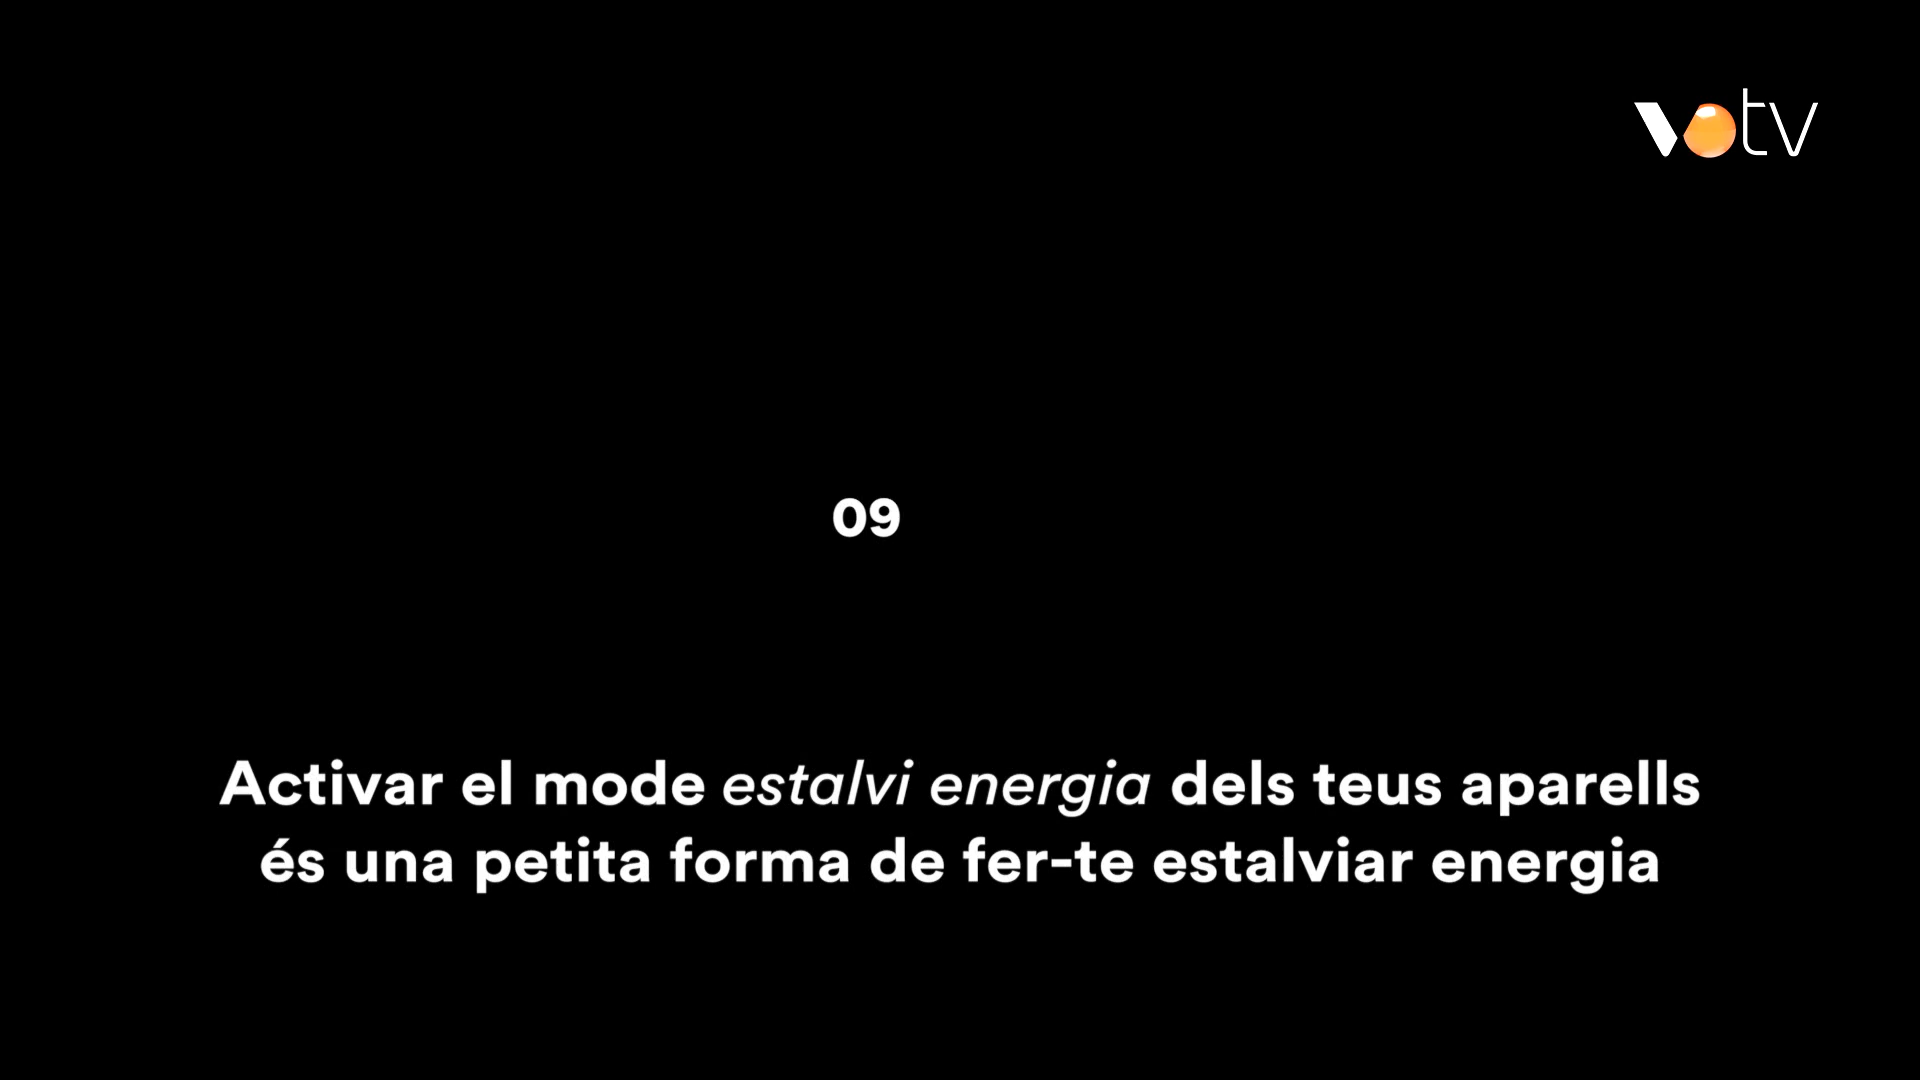 votv
09
Activar el mode estalvi energia dels teus aparells
és una petita forma de fer-te estalviar energia